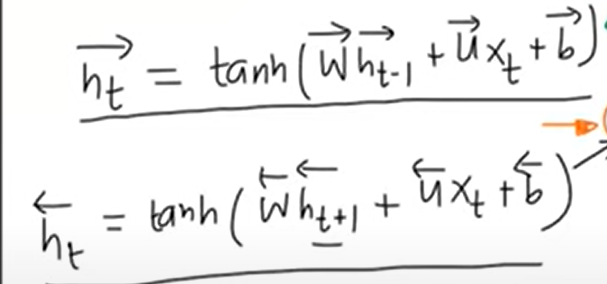 →h_t = tanh(→W →h_{t-1} + →U x_t + →b)
←h_t = tanh(←W ←h_{t+1} + ←U x_t + ←b)